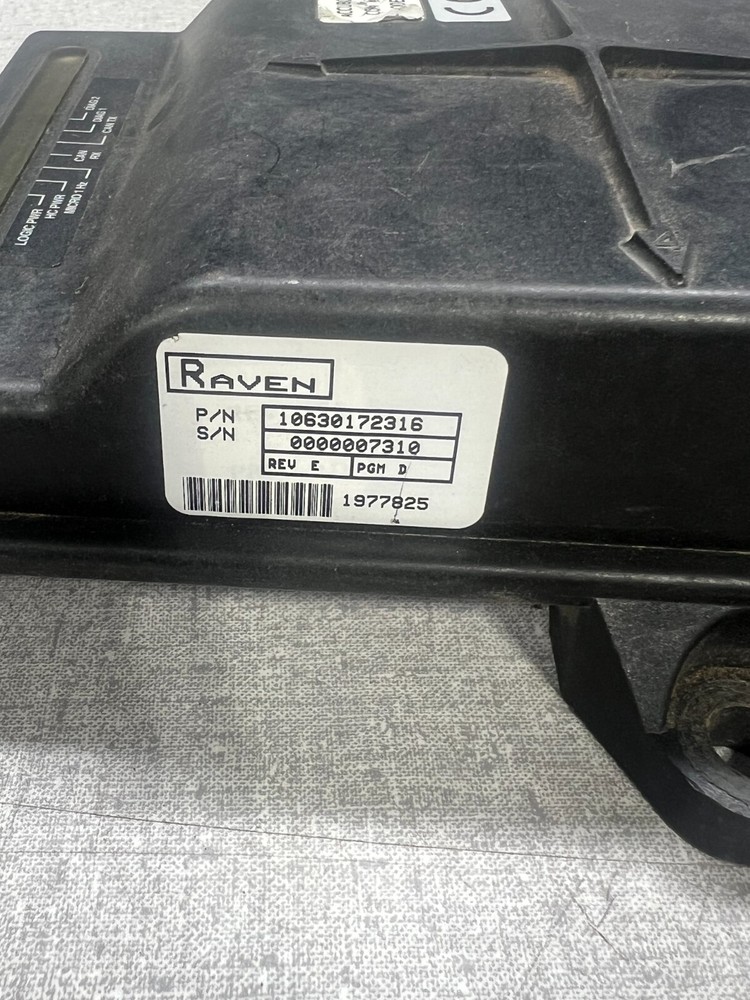 CE
DIAG 2
DIAG 1
CAN TX
CAN
RX
LOGIC PWR
HC PWR
MICRO 1 Hz
RAVEN
P/N 10630172316
S/N 0000007310
REV E PGM D
1977825